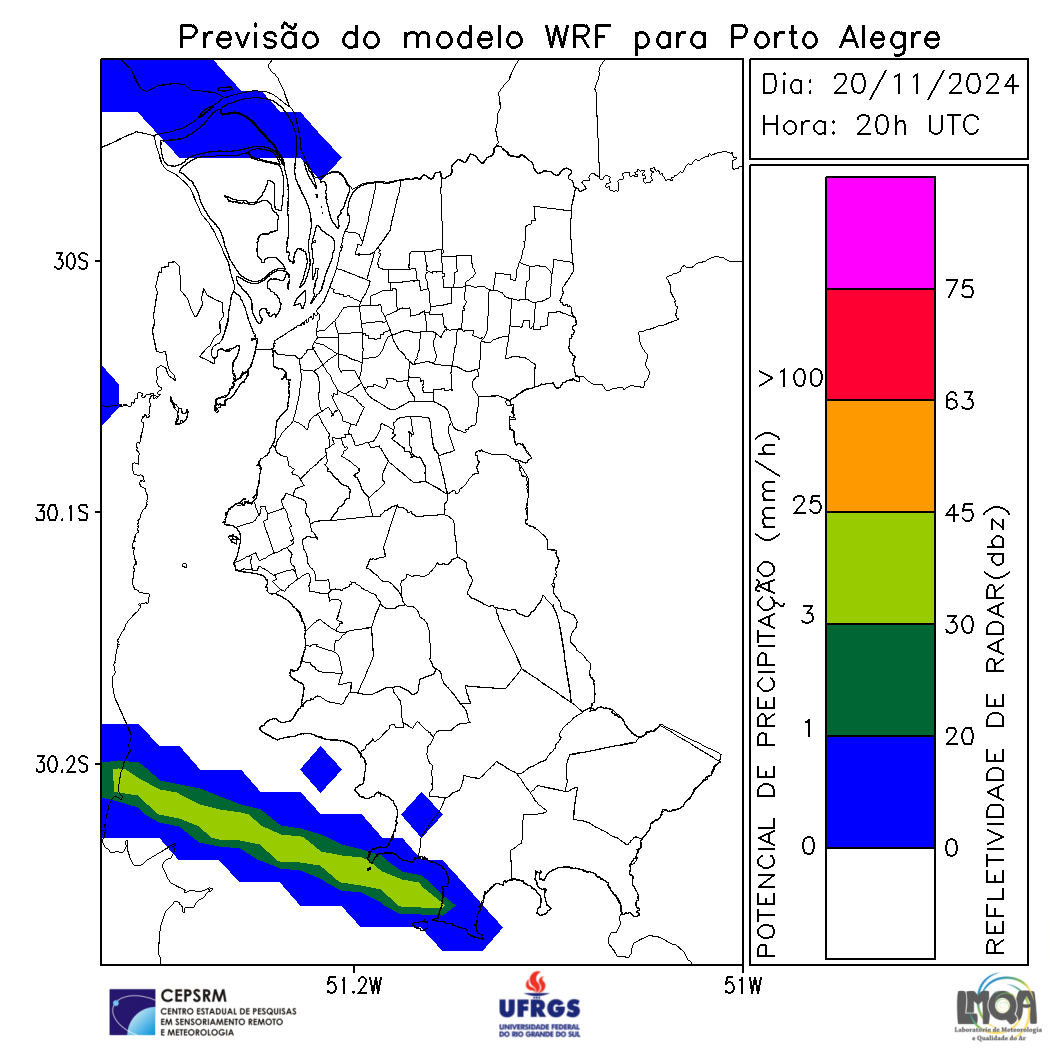 Previsão do modelo WRF para Porto Alegre
Dia: 20/11/2024
Hora: 20h UTC
30S
30.1S
30.2S
51.2W
51W
POTENCIAL DE PRECIPITAÇÃO (mm/h)
>100
25
3
1
0
75
63
45
30
20
0
REFLETIVIDADE DE RADAR(dbz)
CEPSRM
CENTRO ESTADUAL DE PESQUISAS
EM SENSORIAMENTO REMOTO
E METEOROLOGIA
UFRGS
UNIVERSIDADE FEDERAL
DO RIO GRANDE DO SUL
LMQA
Laboratório de Meteorologia
e Qualidade do Ar